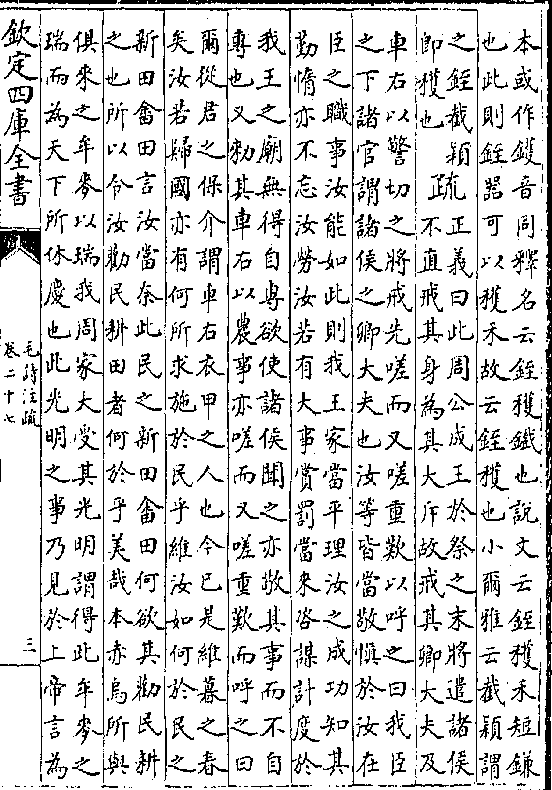 本或作鑊音同釋名云銍穫鐵也說文云銍穫禾短鎌
也此則銍器可以穫禾故云銍穫也小爾雅云截穎謂
之銍截穎
即穫也
疏
正義曰此周公成王於祭之末將遣諸侯
不直戒其身為其大斥故戒其卿大夫及
車右以警切之將戒先嗟而又嗟重歎以呼之曰我臣
之下諸官謂諸侯之卿大夫也汝等皆當敬慎於汝在
臣之職事汝能如此則我王家當平理汝之成功知其
勤惰亦不忘汝勞汝若有大事賞罰當來咨謀計度於
我王之廟無得自專欲使諸侯聞之亦敬其事而不自
專也又勑其車右以農事亦嗟而又嗟重歎而呼之曰
爾從君之保介謂車右衣甲之人也今已是維暮之春
矣汝若歸國亦有何所求施於民乎維汝如何於民之
新田畬田言汝當奈此民之新田畬田何欲其勸民耕
之也所以令汝勸民耕田者何於乎美哉本赤烏所與
俱來之牟麥以瑞我周家大受其光明謂得此牟麥之
瑞而為天下所休慶也此光明之事乃見於上帝言為
欽定四庫全書
毛詩注疏
卷二十七
三